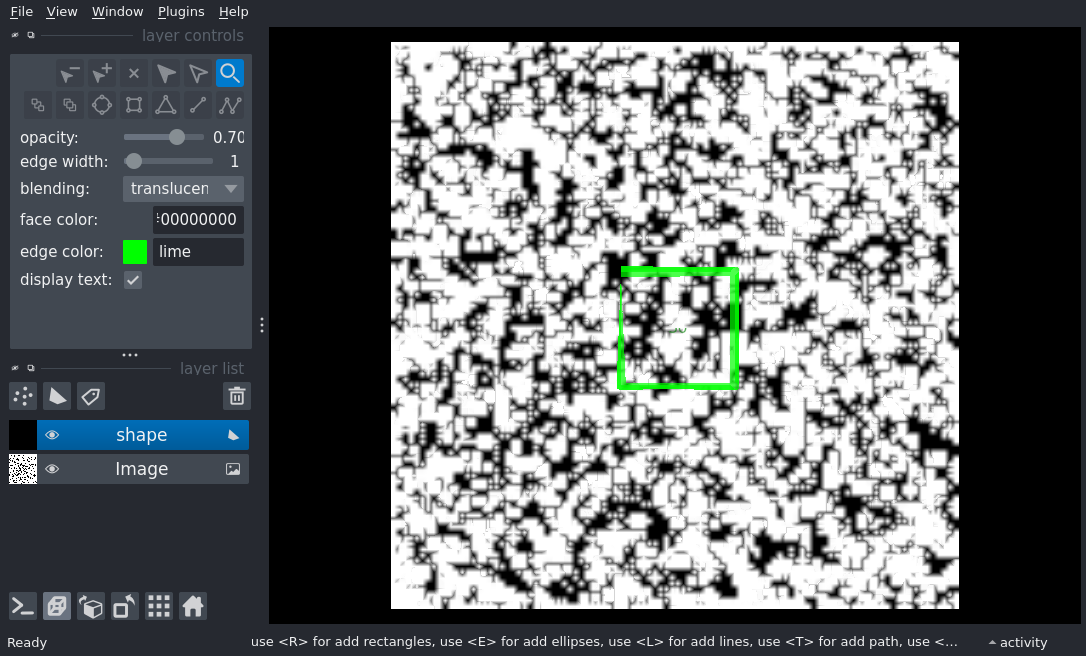 File View Window Plugins Help
layer controls
opacity: 0.70
edge width: 1
blending: translucen
face color: 00000000
edge color: lime
display text:
layer list
shape
Image
Ready
use <R> for add rectangles, use <E> for add ellipses, use <L> for add lines, use <T> for add path, use <...
activity